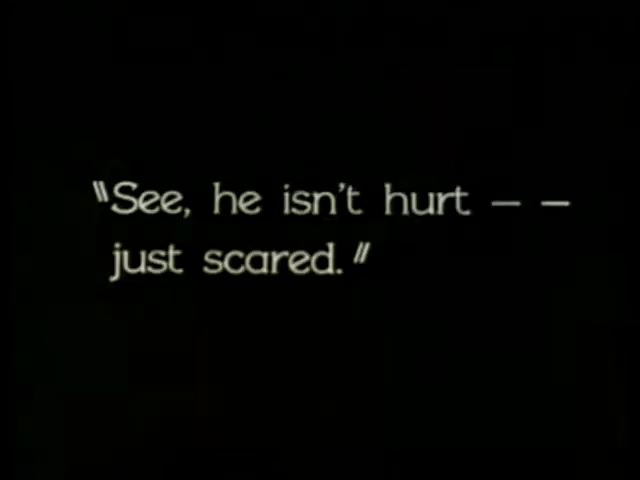 "See, he isn't hurt — —
just scared."